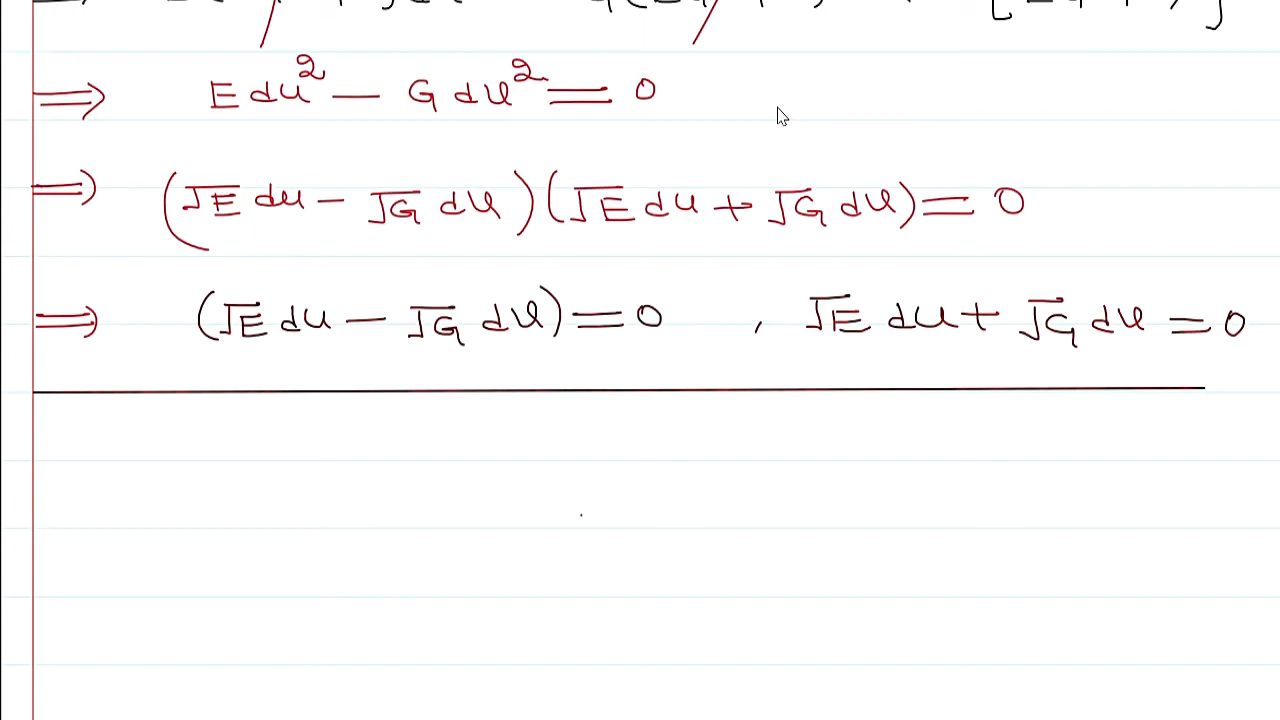 ⇒ E du² — G dv² = 0
⇒ (√E du − √G dv)(√E du + √G dv) = 0
⇒ (√E du − √G dv) = 0 , √E du + √G dv = 0